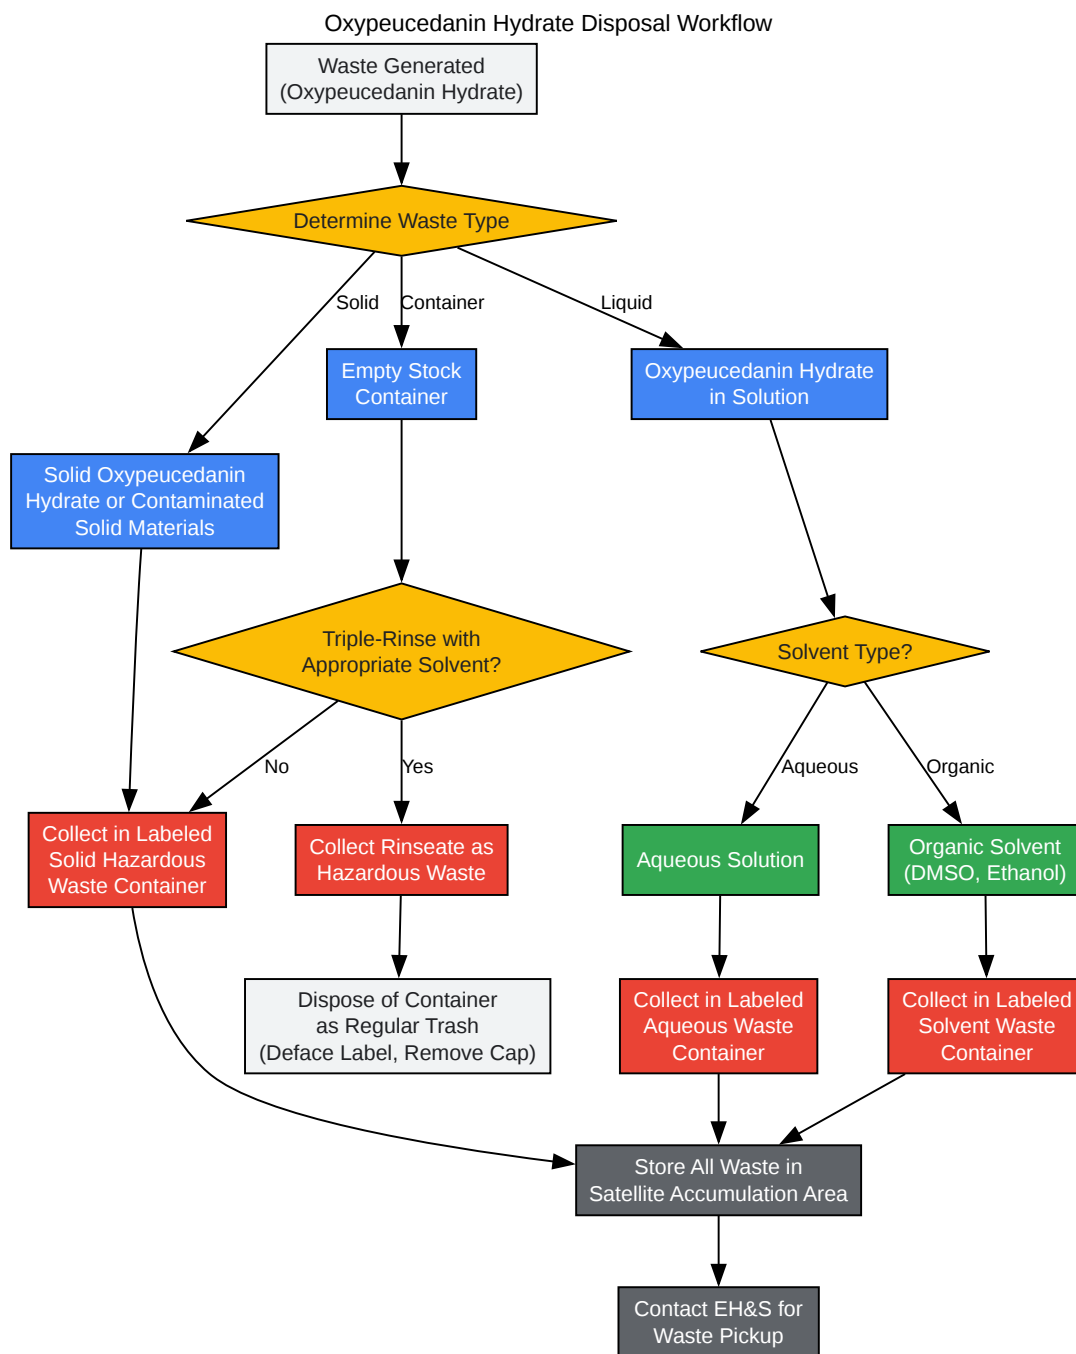 Oxypeucedanin Hydrate Disposal Workflow
Waste Generated
(Oxypeucedanin Hydrate)
Determine Waste Type
Solid
Container
Liquid
Empty Stock
Container
Oxypeucedanin Hydrate
in Solution
Solid Oxypeucedanin
Hydrate or Contaminated
Solid Materials
Triple-Rinse with
Appropriate Solvent?
Solvent Type?
No
Yes
Aqueous
Organic
Collect in Labeled
Solid Hazardous
Waste Container
Collect Rinseate as
Hazardous Waste
Aqueous Solution
Organic Solvent
(DMSO, Ethanol)
Dispose of Container
as Regular Trash
(Deface Label, Remove Cap)
Collect in Labeled
Aqueous Waste
Container
Collect in Labeled
Solvent Waste
Container
Store All Waste in
Satellite Accumulation Area
Contact EH&S for
Waste Pickup